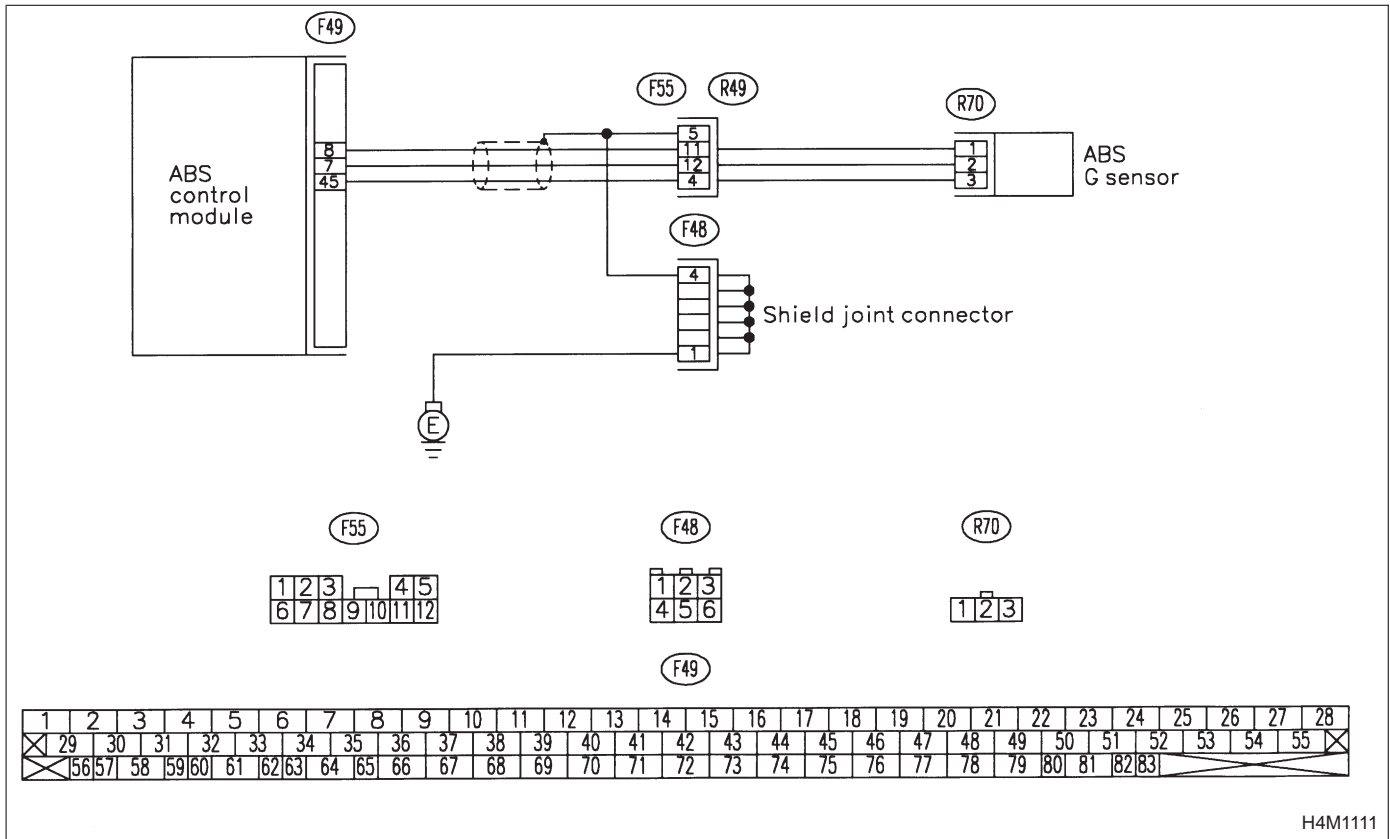 F49
F55 R49
R70
8
7
45
5
11
12
4
1
2
3
ABS
control
module
ABS
G sensor
F48
4
1
Shield joint connector
E
F55
F48
R70
1 2 3 4 5
6 7 8 9 10 11 12
1 2 3
4 5 6
1 2 3
F49
1 2 3 4 5 6 7 8 9 10 11 12 13 14 15 16 17 18 19 20 21 22 23 24 25 26 27 28
29 30 31 32 33 34 35 36 37 38 39 40 41 42 43 44 45 46 47 48 49 50 51 52 53 54 55
56 57 58 59 60 61 62 63 64 65 66 67 68 69 70 71 72 73 74 75 76 77 78 79 80 81 82 83
H4M1111